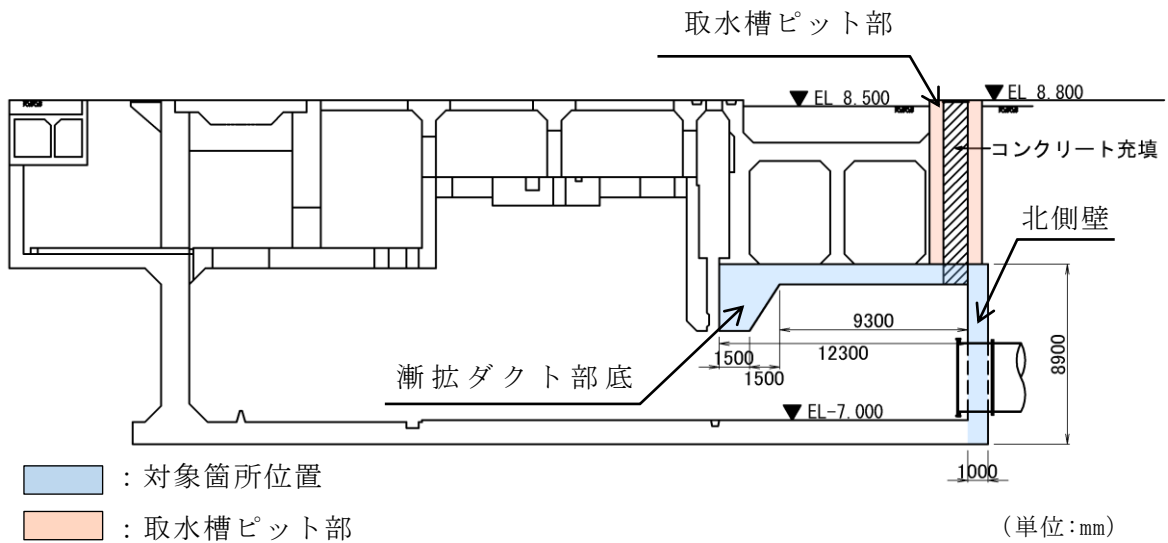 取水槽ピット部
▼ EL 8.500
▼ EL 8.800
コンクリート充填
北側壁
9300
12300
1500
1500
8900
漸拡ダクト部底
▼ EL-7.000
1000
：対象箇所位置
：取水槽ピット部
（単位:mm）